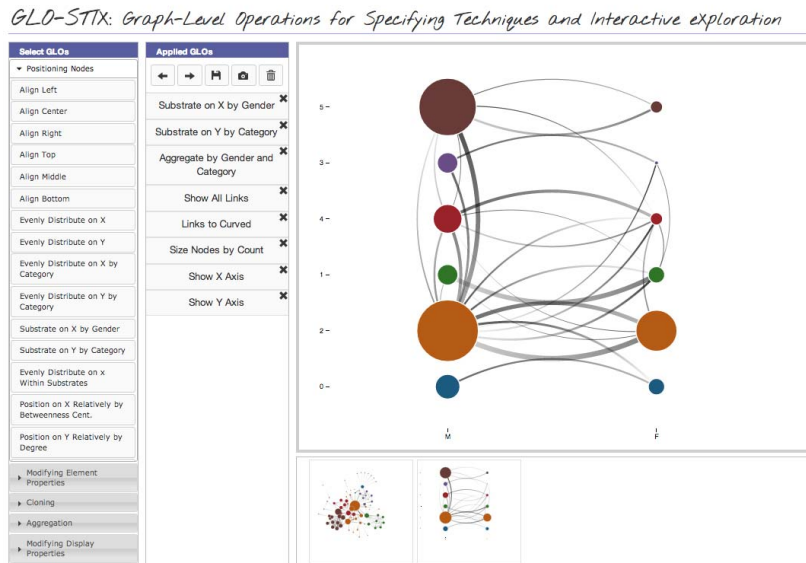 GLO-STIX: Graph-Level Operations for Specifying Techniques and Interactive eXploration
Select GLOs
Positioning Nodes
Align Left
Align Center
Align Right
Align Top
Align Middle
Align Bottom
Evenly Distribute on X
Evenly Distribute on Y
Evenly Distribute on X by
Category
Evenly Distribute on Y by
Category
Substrate on X by Gender
Substrate on Y by Category
Evenly Distribute on x
Within Substrates
Position on X Relatively by
Betweenness Cent.
Position on Y Relatively by
Degree
Modifying Element
Properties
Cloning
Aggregation
Modifying Display
Properties
Applied GLOs
Substrate on X by Gender
Substrate on Y by Category
Aggregate by Gender and
Category
Show All Links
Links to Curved
Size Nodes by Count
Show X Axis
Show Y Axis
5
3
4
1
2
0
M F